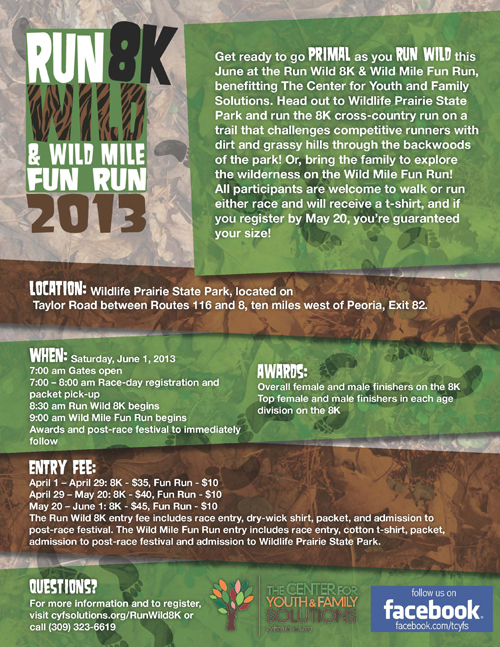 RUN 8K
WILD
& WILD MILE
FUN RUN
2013
Get ready to go PRIMAL as you RUN WILD this
June at the Run Wild 8K & Wild Mile Fun Run,
benefitting The Center for Youth and Family
Solutions. Head out to Wildlife Prairie State
Park and run the 8K cross-country run on a
trail that challenges competitive runners with
dirt and grassy hills through the backwoods
of the park! Or, bring the family to explore
the wilderness on the Wild Mile Fun Run!
All participants are welcome to walk or run
either race and will receive a t-shirt, and if
you register by May 20, you're guaranteed
your size!
LOCATION: Wildlife Prairie State Park, located on
Taylor Road between Routes 116 and 8, ten miles west of Peoria, Exit 82.
WHEN: Saturday, June 1, 2013
7:00 am Gates open
7:00 – 8:00 am Race-day registration and
packet pick-up
8:30 am Run Wild 8K begins
9:00 am Wild Mile Fun Run begins
Awards and post-race festival to immediately
follow
AWARDS:
Overall female and male finishers on the 8K
Top female and male finishers in each age
division on the 8K
ENTRY FEE:
April 1 – April 29: 8K - $35, Fun Run - $10
April 29 – May 20: 8K - $40, Fun Run - $10
May 20 – June 1: 8K - $45, Fun Run - $10
The Run Wild 8K entry fee includes race entry, dry-wick shirt, packet, and admission to
post-race festival. The Wild Mile Fun Run entry includes race entry, cotton t-shirt, packet,
admission to post-race festival and admission to Wildlife Prairie State Park.
QUESTIONS?
For more information and to register,
visit cyfsolutions.org/RunWild8K or
call (309) 323-6619
THE CENTER FOR
YOUTH & FAMILY
SOLUTIONS
follow us on
facebook
facebook.com/tcyfs